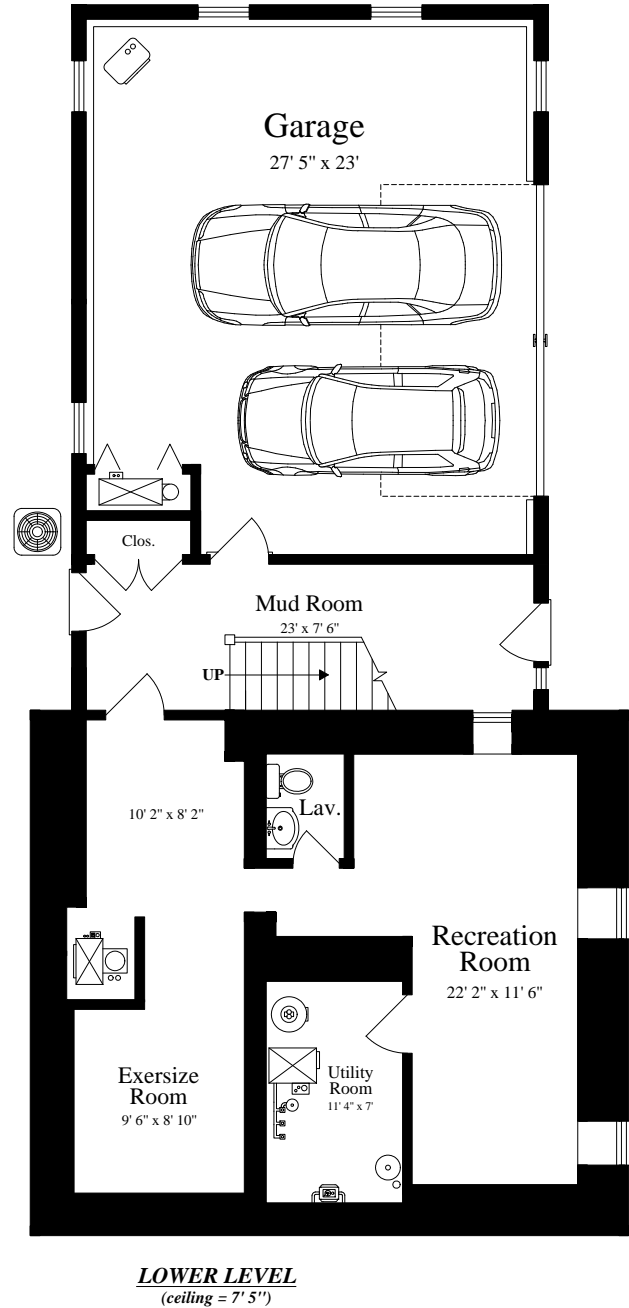 Garage
27' 5" x 23'
Clos.
Mud Room
23' x 7' 6"
UP
10' 2" x 8' 2"
Lav.
Recreation
Room
22' 2" x 11' 6"
Exersize
Room
9' 6" x 8' 10"
Utility
Room
11' 4" x 7'
LOWER LEVEL
(ceiling = 7' 5")